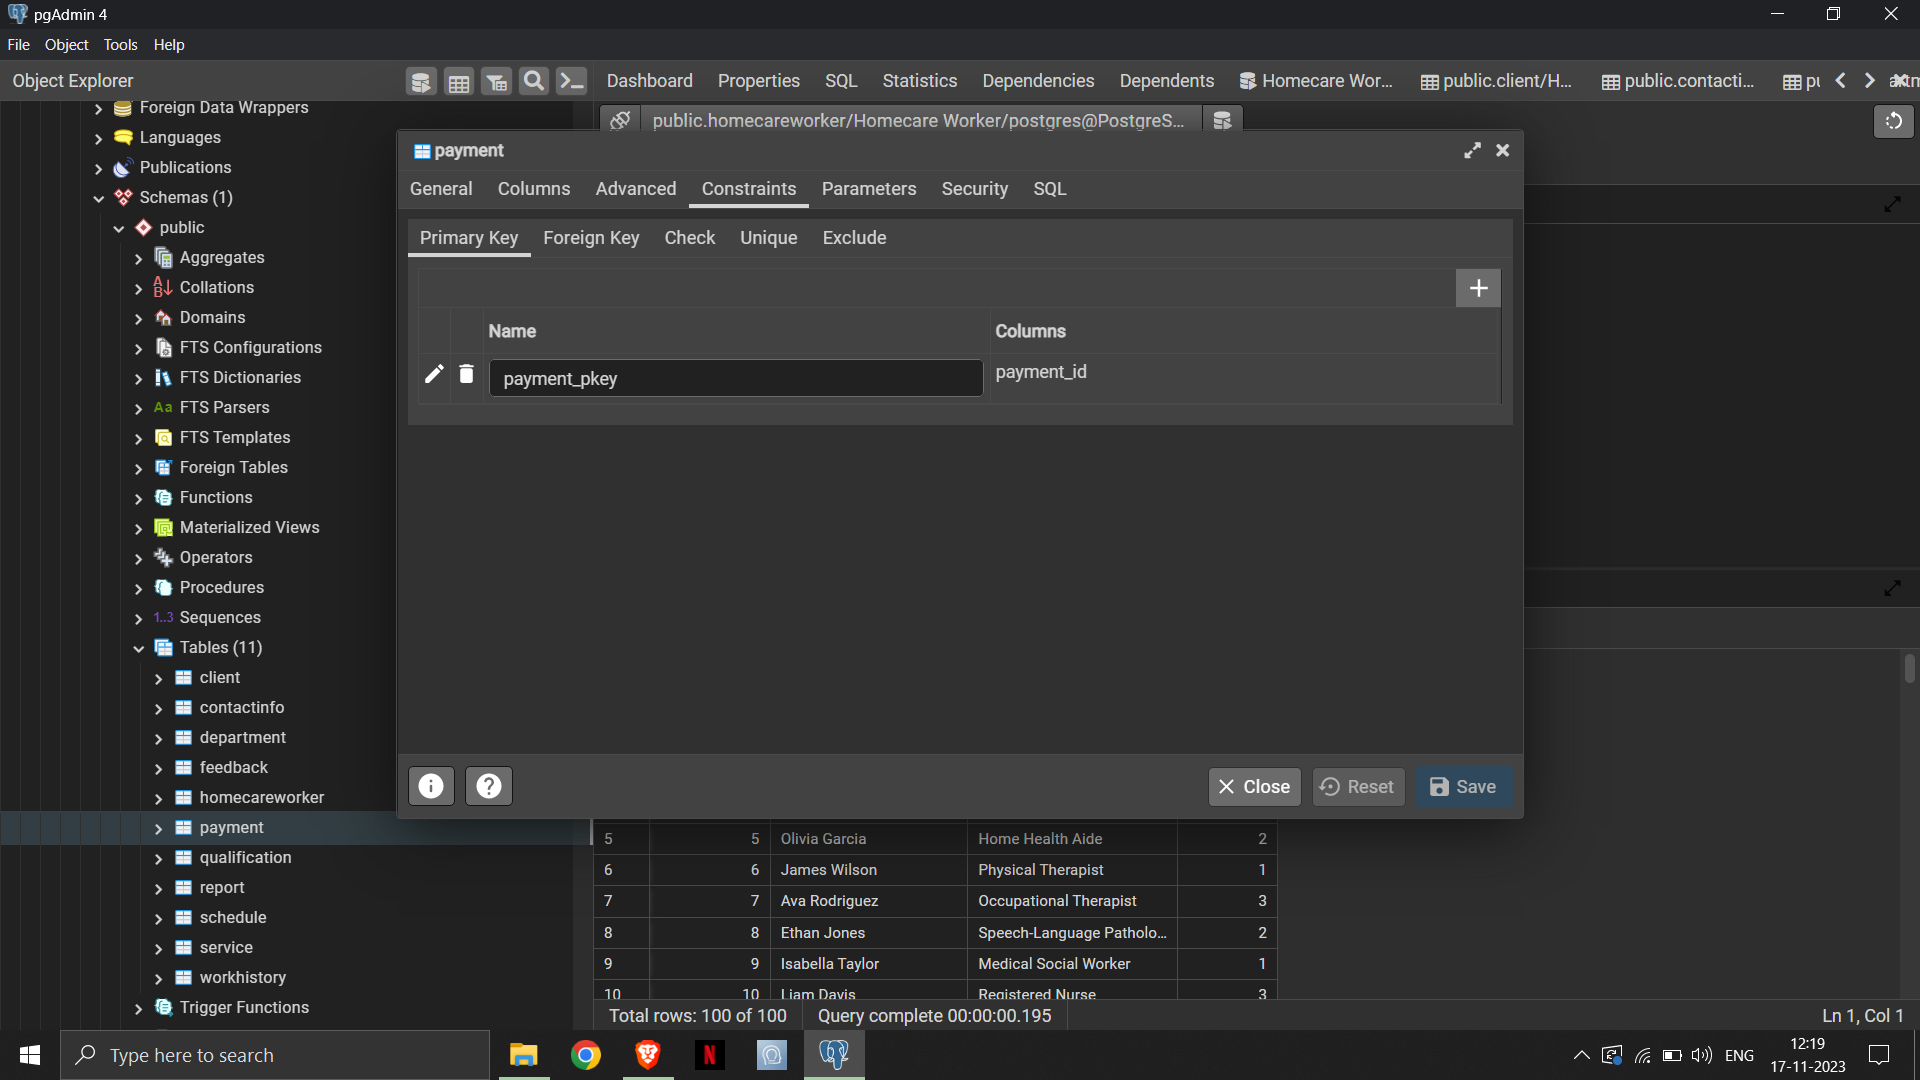 pgAdmin 4
File Object Tools Help
Object Explorer
Dashboard Properties SQL Statistics Dependencies Dependents Homecare Wor... public.client/H... public.contacti... pu
public.homecareworker/Homecare Worker/postgres@PostgreS...
Foreign Data Wrappers
Languages
Publications
Schemas (1)
public
Aggregates
Collations
Domains
FTS Configurations
FTS Dictionaries
Aa FTS Parsers
FTS Templates
Foreign Tables
Functions
Materialized Views
Operators
Procedures
1..3 Sequences
Tables (11)
client
contactinfo
department
feedback
homecareworker
payment
qualification
report
schedule
service
workhistory
Trigger Functions
payment
General Columns Advanced Constraints Parameters Security SQL
Primary Key Foreign Key Check Unique Exclude
Name Columns
payment_pkey payment_id
Close Reset Save
5 5 Olivia Garcia Home Health Aide 2
6 6 James Wilson Physical Therapist 1
7 7 Ava Rodriguez Occupational Therapist 3
8 8 Ethan Jones Speech-Language Patholo... 2
9 9 Isabella Taylor Medical Social Worker 1
10 10 Liam Davis Registered Nurse 3
Total rows: 100 of 100 Query complete 00:00:00.195 Ln 1, Col 1
Type here to search
ENG
12:19
17-11-2023